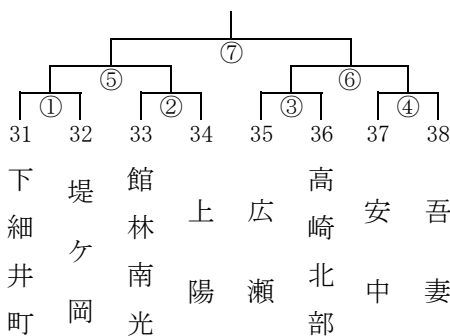 ⑦
⑤ ⑥
① ② ③ ④
31 32 33 34 35 36 37 38
下細井町
堤ケ岡
館林南光
上陽
広瀬
高崎北部
安中
吾妻